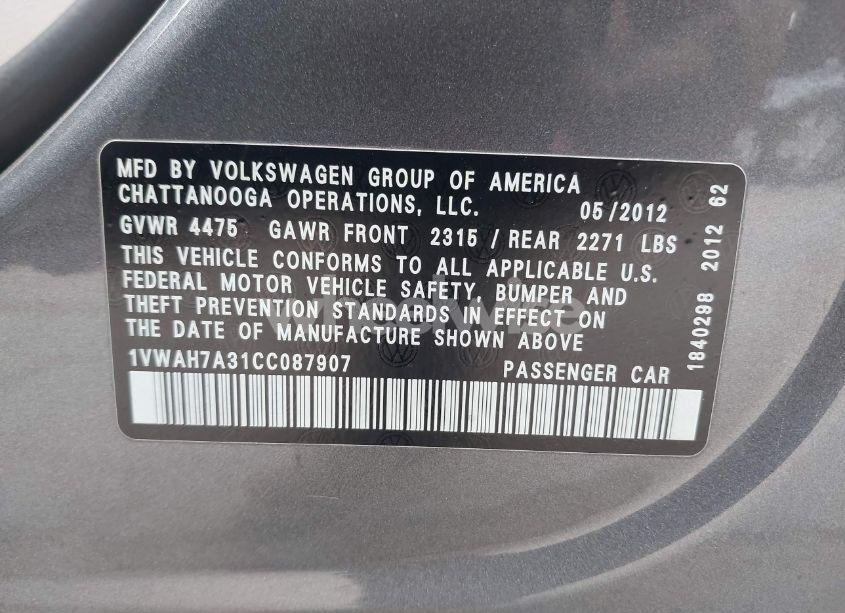 MFD BY VOLKSWAGEN GROUP OF AMERICA
CHATTANOOGA OPERATIONS, LLC. 05/2012
GVWR 4475 GAWR FRONT 2315 / REAR 2271 LBS
THIS VEHICLE CONFORMS TO ALL APPLICABLE U.S.
FEDERAL MOTOR VEHICLE SAFETY, BUMPER AND
THEFT PREVENTION STANDARDS IN EFFECT ON
THE DATE OF MANUFACTURE SHOWN ABOVE
1VWAH7A31CC087907 PASSENGER CAR
1840298 2012 62